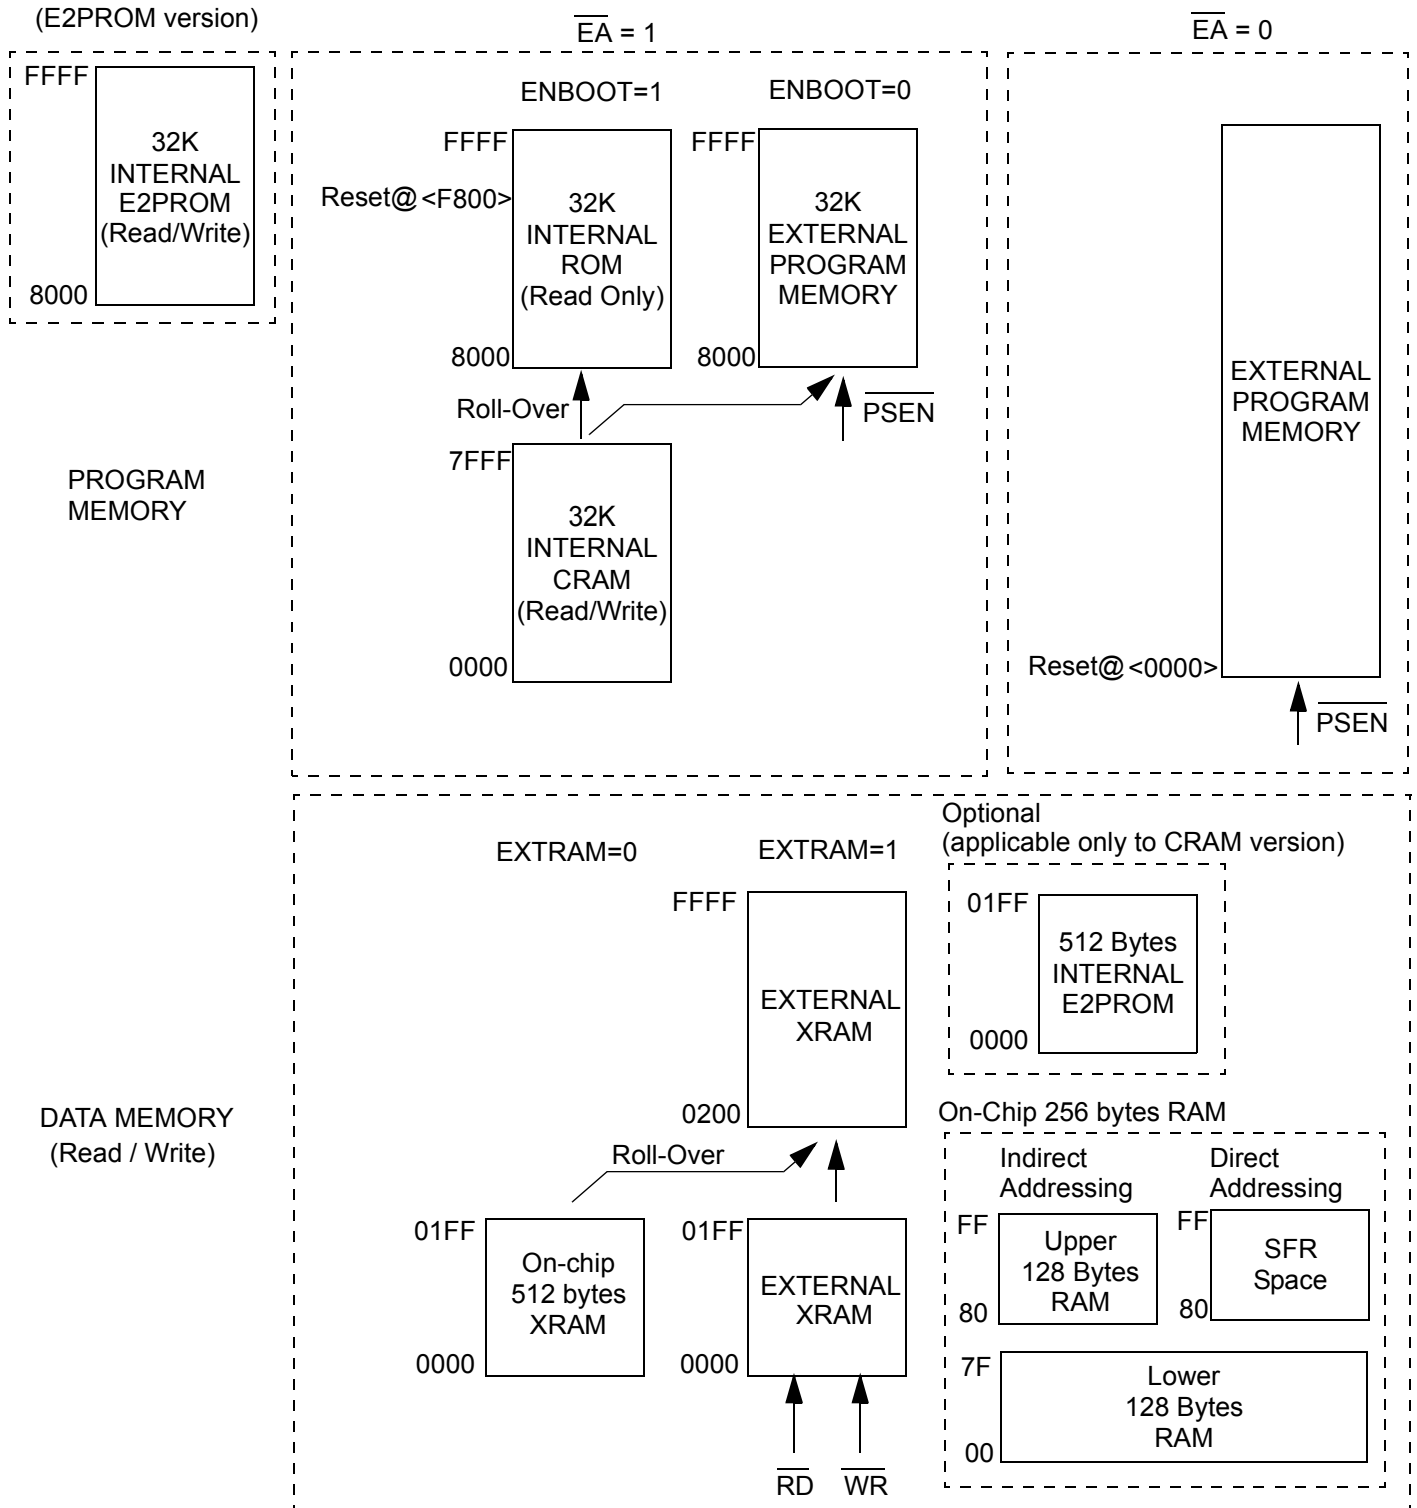 (E2PROM version)
EA = 1
EA = 0
FFFF
32K
INTERNAL
E2PROM
(Read/Write)
8000
ENBOOT=1
ENBOOT=0
FFFF
Reset@<F800>
32K
INTERNAL
ROM
(Read Only)
8000
FFFF
32K
EXTERNAL
PROGRAM
MEMORY
8000
Roll-Over
PSEN
7FFF
32K
INTERNAL
CRAM
(Read/Write)
0000
EXTERNAL
PROGRAM
MEMORY
Reset@<0000>
PSEN
PROGRAM
MEMORY
EXTRAM=0
EXTRAM=1
Optional
(applicable only to CRAM version)
FFFF
EXTERNAL
XRAM
0200
01FF
512 Bytes
INTERNAL
E2PROM
0000
DATA MEMORY
(Read / Write)
Roll-Over
01FF
On-chip
512 bytes
XRAM
0000
01FF
EXTERNAL
XRAM
0000
RD
WR
On-Chip 256 bytes RAM
Indirect
Addressing
Direct
Addressing
FF
Upper
128 Bytes
RAM
80
FF
SFR
Space
80
7F
Lower
128 Bytes
RAM
00